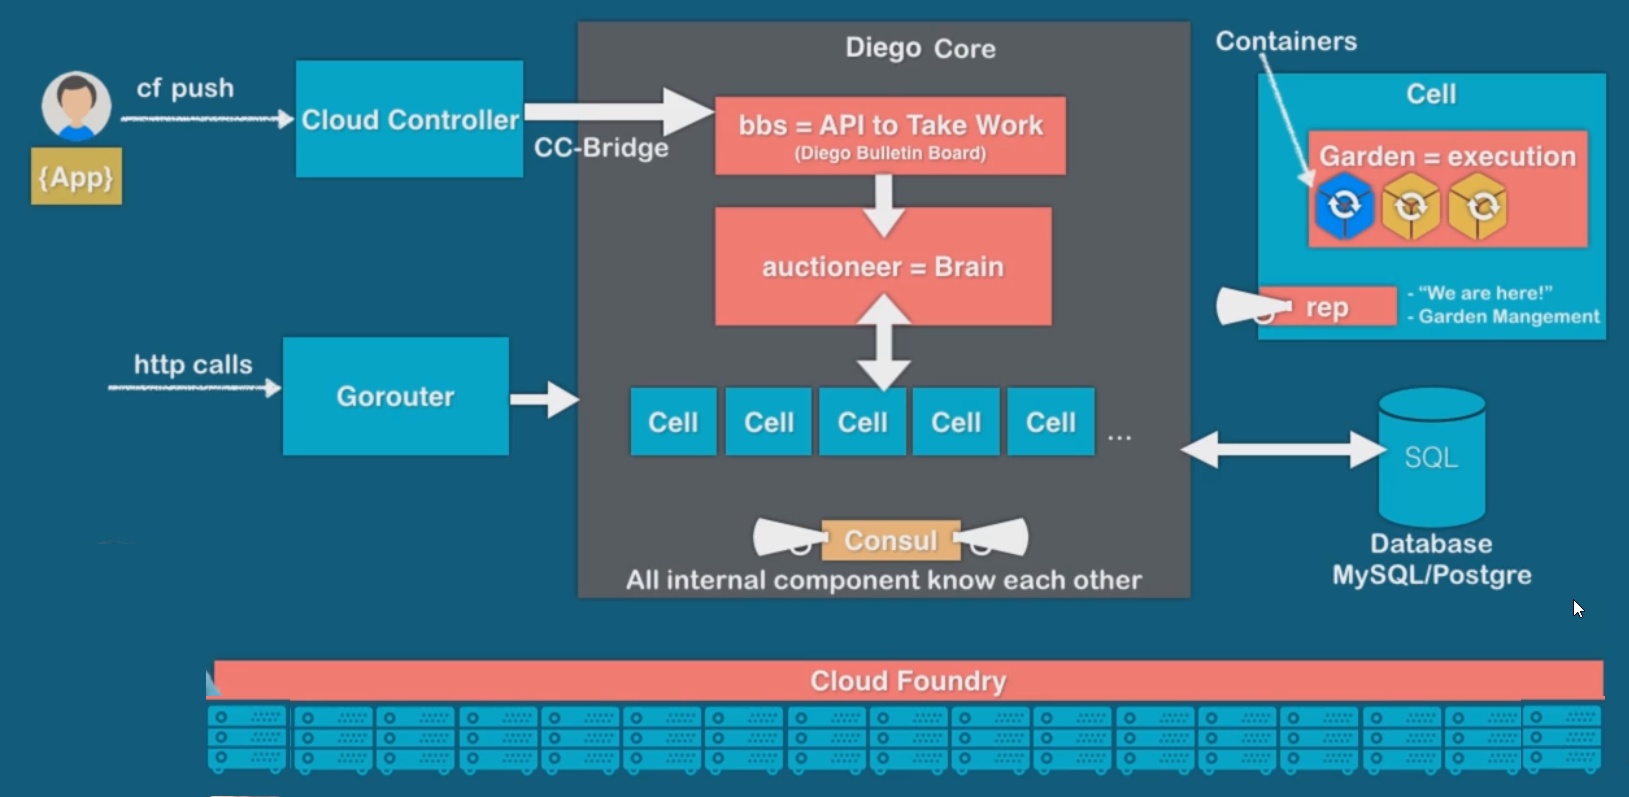 Diego Core
Containers
cf push
Cloud Controller
CC-Bridge
{App}
bbs = API to Take Work
(Diego Bulletin Board)
auctioneer = Brain
Cell
Garden = execution
rep
- “We are here!”
- Garden Mangement
http calls
Gorouter
Cell Cell Cell Cell Cell ...
SQL
Database
MySQL/Postgre
Consul
All internal component know each other
Cloud Foundry